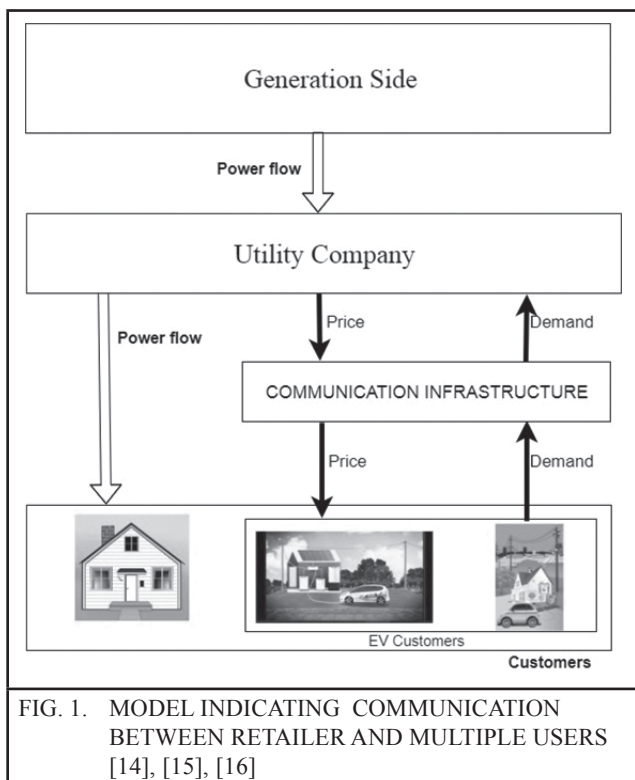 Generation Side
Power flow
Utility Company
Power flow
Price
Demand
COMMUNICATION INFRASTRUCTURE
Price
Demand
EV Customers
Customers
FIG. 1. MODEL INDICATING COMMUNICATION
BETWEEN RETAILER AND MULTIPLE USERS
[14], [15], [16]